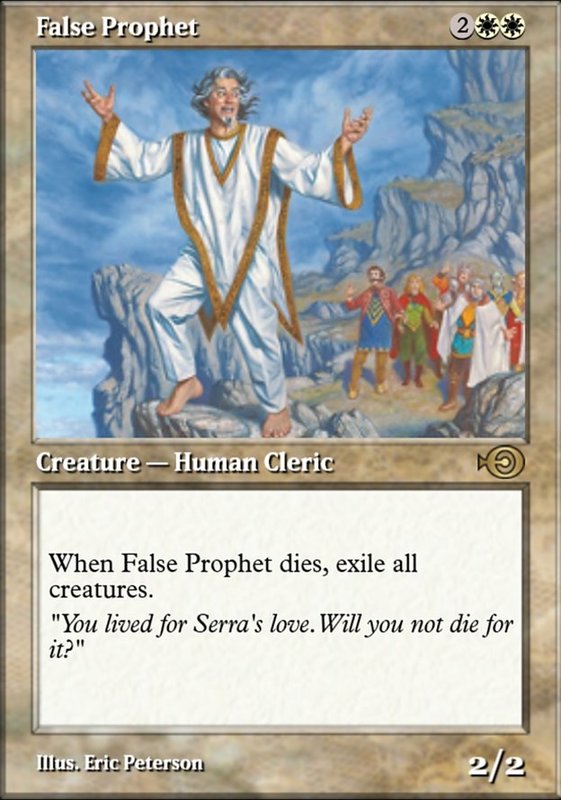 False Prophet 2
Creature — Human Cleric
When False Prophet dies, exile all
creatures.
"You lived for Serra's love. Will you not die for
it?"
Illus. Eric Peterson
2/2